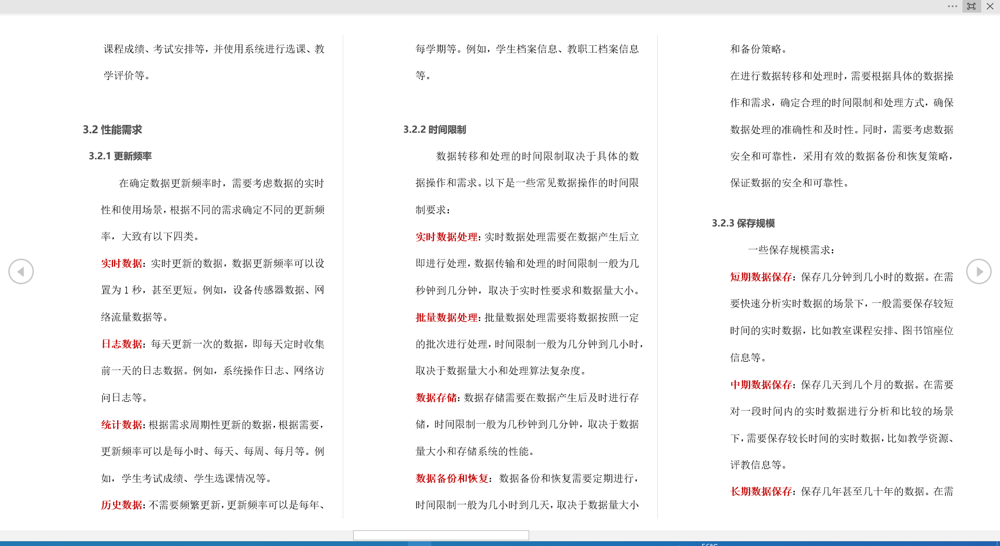 课程成绩、考试安排等，并使用系统进行选课、教
学评价等。
3.2 性能需求
3.2.1 更新频率
在确定数据更新频率时，需要考虑数据的实时
性和使用场景，根据不同的需求确定不同的更新频
率，大致有以下四类。
实时数据：实时更新的数据，数据更新频率可以设
置为 1 秒，甚至更短。例如，设备传感器数据、网
络流量数据等。
日志数据：每天更新一次的数据，即每天定时收集
前一天的日志数据。例如，系统操作日志、网络访
问日志等。
统计数据：根据需求周期性更新的数据，根据需要，
更新频率可以是每小时、每天、每周、每月等。例
如，学生考试成绩、学生选课情况等。
历史数据：不需要频繁更新，更新频率可以是每年、
每学期等。例如，学生档案信息、教职工档案信息
等。
3.2.2 时间限制
数据转移和处理的时间限制取决于具体的数
据操作和需求。以下是一些常见数据操作的时间限
制要求：
实时数据处理：实时数据处理需要在数据产生后立
即进行处理，数据传输和处理的时间限制一般为几
秒钟到几分钟，取决于实时性要求和数据量大小。
批量数据处理：批量数据处理需要将数据按照一定
的批次进行处理，时间限制一般为几分钟到几小时，
取决于数据量大小和处理算法复杂度。
数据存储：数据存储需要在数据产生后及时进行存
储，时间限制一般为几秒钟到几分钟，取决于数据
量大小和存储系统的性能。
数据备份和恢复：数据备份和恢复需要定期进行，
时间限制一般为几小时到几天，取决于数据量大小
和备份策略。
在进行数据转移和处理时，需要根据具体的数据操
作和需求，确定合理的时间限制和处理方式，确保
数据处理的准确性和及时性。同时，需要考虑数据
安全和可靠性，采用有效的数据备份和恢复策略，
保证数据的安全和可靠性。
3.2.3 保存规模
一些保存规模需求：
短期数据保存：保存几分钟到几小时的数据。在需
要快速分析实时数据的场景下，一般需要保存较短
时间的实时数据，比如教室课程安排、图书馆座位
信息等。
中期数据保存：保存几天到几个月的数据。在需要
对一段时间内的实时数据进行分析和比较的场景
下，需要保存较长时间的实时数据，比如教学资源、
评教信息等。
长期数据保存：保存几年甚至几十年的数据。在需